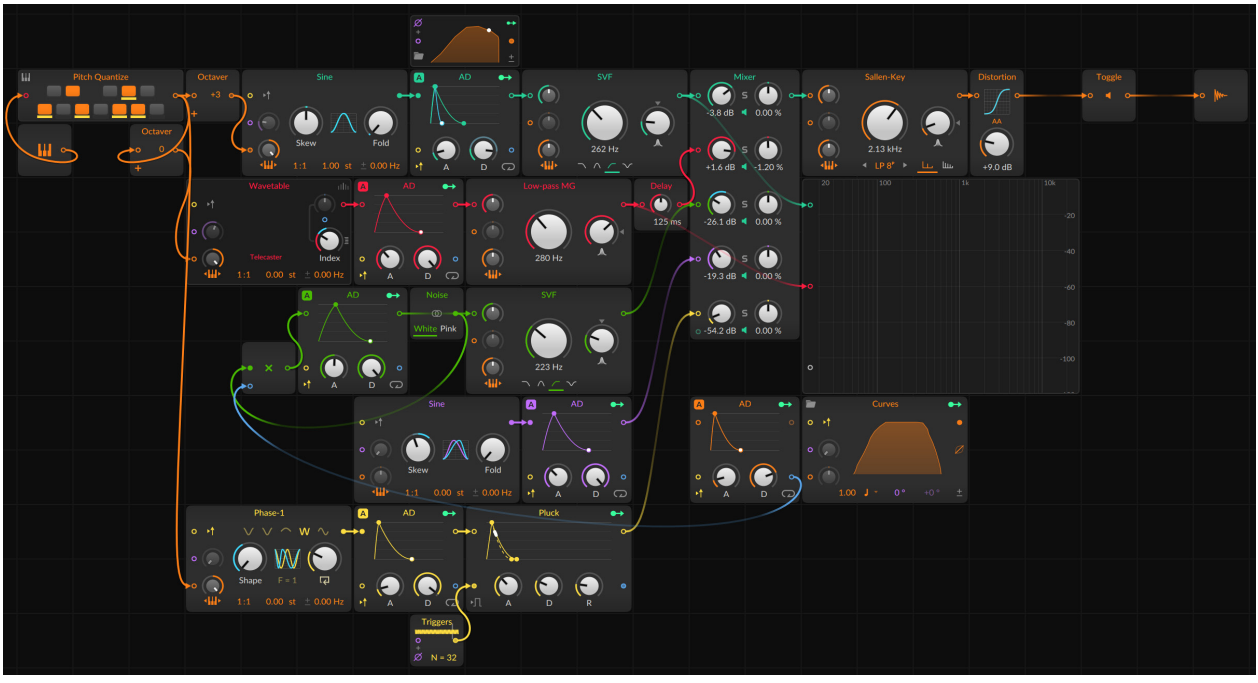 Pitch Quantize
Octaver
+3
Sine
Skew
Fold
1:1 1.00 st ± 0.00 Hz
A
AD
A D
SVF
262 Hz
Mixer
S
-3.8 dB 0.00 %
S
+1.6 dB -1.20 %
S
-26.1 dB 0.00 %
S
-19.3 dB 0.00 %
S
-54.2 dB 0.00 %
Sallen-Key
2.13 kHz
LP 8'
Distortion
AA
+9.0 dB
Toggle
Octaver
0
Wavetable
Telecaster
Index
1:1 0.00 st ± 0.00 Hz
A
AD
A D
Low-pass MG
280 Hz
Delay
125 ms
20 100 1k 10k
-20
-40
-60
-80
-100
×
A
AD
A D
Noise
White Pink
SVF
223 Hz
Sine
Skew
Fold
1:1 0.00 st ± 0.00 Hz
A
AD
A D
A
AD
A D
Curves
1.00 0° +0°
Phase-1
Shape
F = 1
1:1 0.00 st ± 0.00 Hz
A
AD
A D
Pluck
A D R
Triggers
N = 32